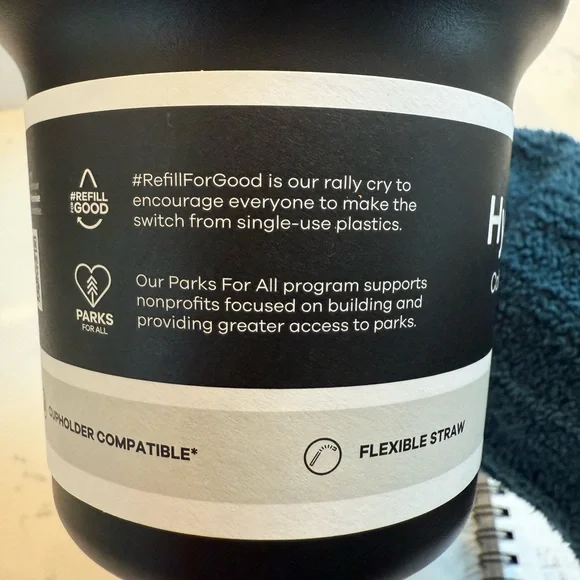 #REFILL
FOR
GOOD
#RefillForGood is our rally cry to
encourage everyone to make the
switch from single-use plastics.
PARKS
FOR ALL
Our Parks For All program supports
nonprofits focused on building and
providing greater access to parks.
Hy
CUPHOLDER COMPATIBLE*
FLEXIBLE STRAW